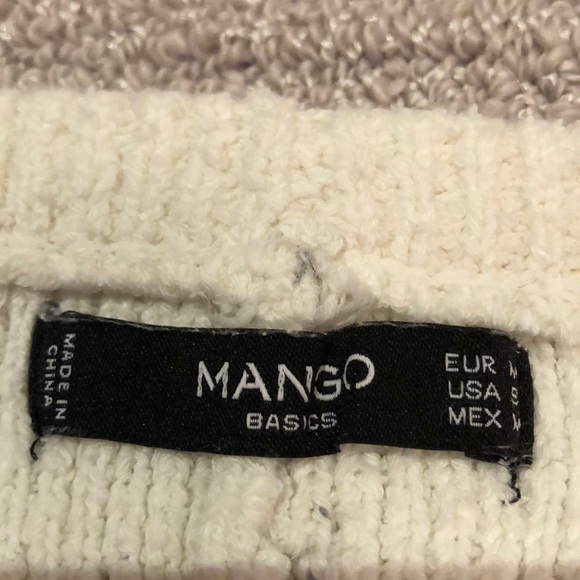 MADE IN
CHINA
MANGO
BASICS
EUR M
USA S
MEX M